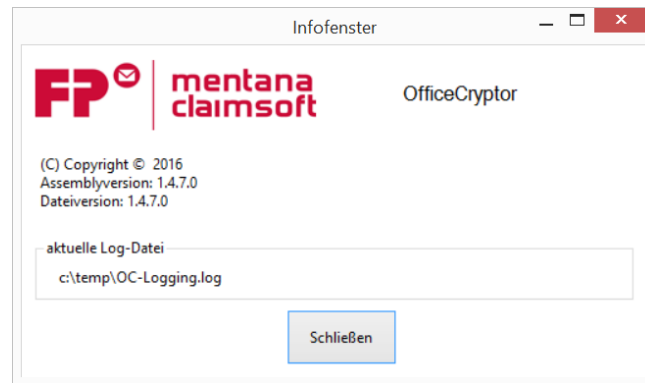 Infofenster
FP
mentana
claimsoft
OfficeCryptor
(C) Copyright © 2016
Assemblyversion: 1.4.7.0
Dateiversion: 1.4.7.0
aktuelle Log-Datei
c:\temp\OC-Logging.log
Schließen